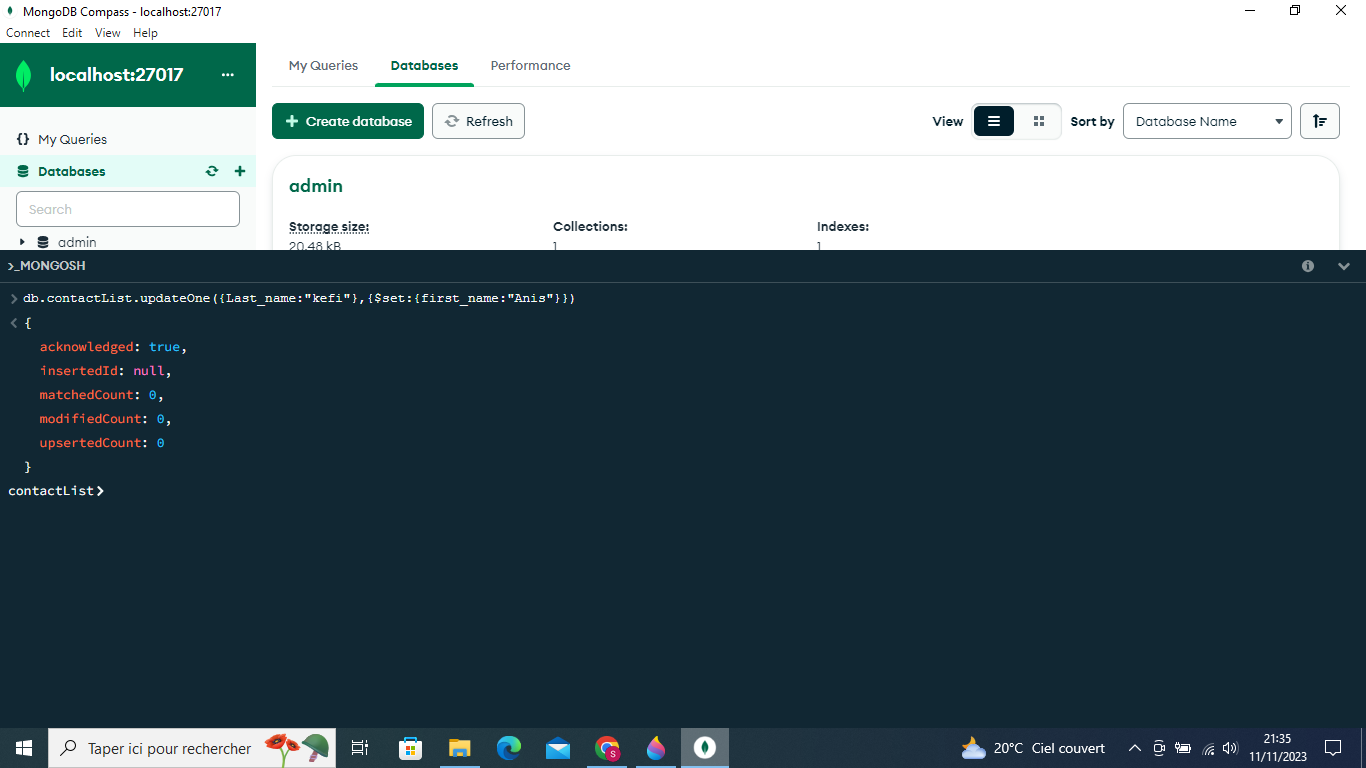 MongoDB Compass - localhost:27017
Connect Edit View Help
localhost:27017 ...
My Queries Databases Performance
Create database Refresh View Sort by Database Name
{} My Queries
Databases
Search
admin
admin
Storage size: Collections: Indexes:
20.48 kB 1 1
>_MONGOSH
db.contactList.updateOne({Last_name:"kefi"},{$set:{first_name:"Anis"}})
{
acknowledged: true,
insertedId: null,
matchedCount: 0,
modifiedCount: 0,
upsertedCount: 0
}
contactList>
Taper ici pour rechercher
S
20°C Ciel couvert
21:35
11/11/2023